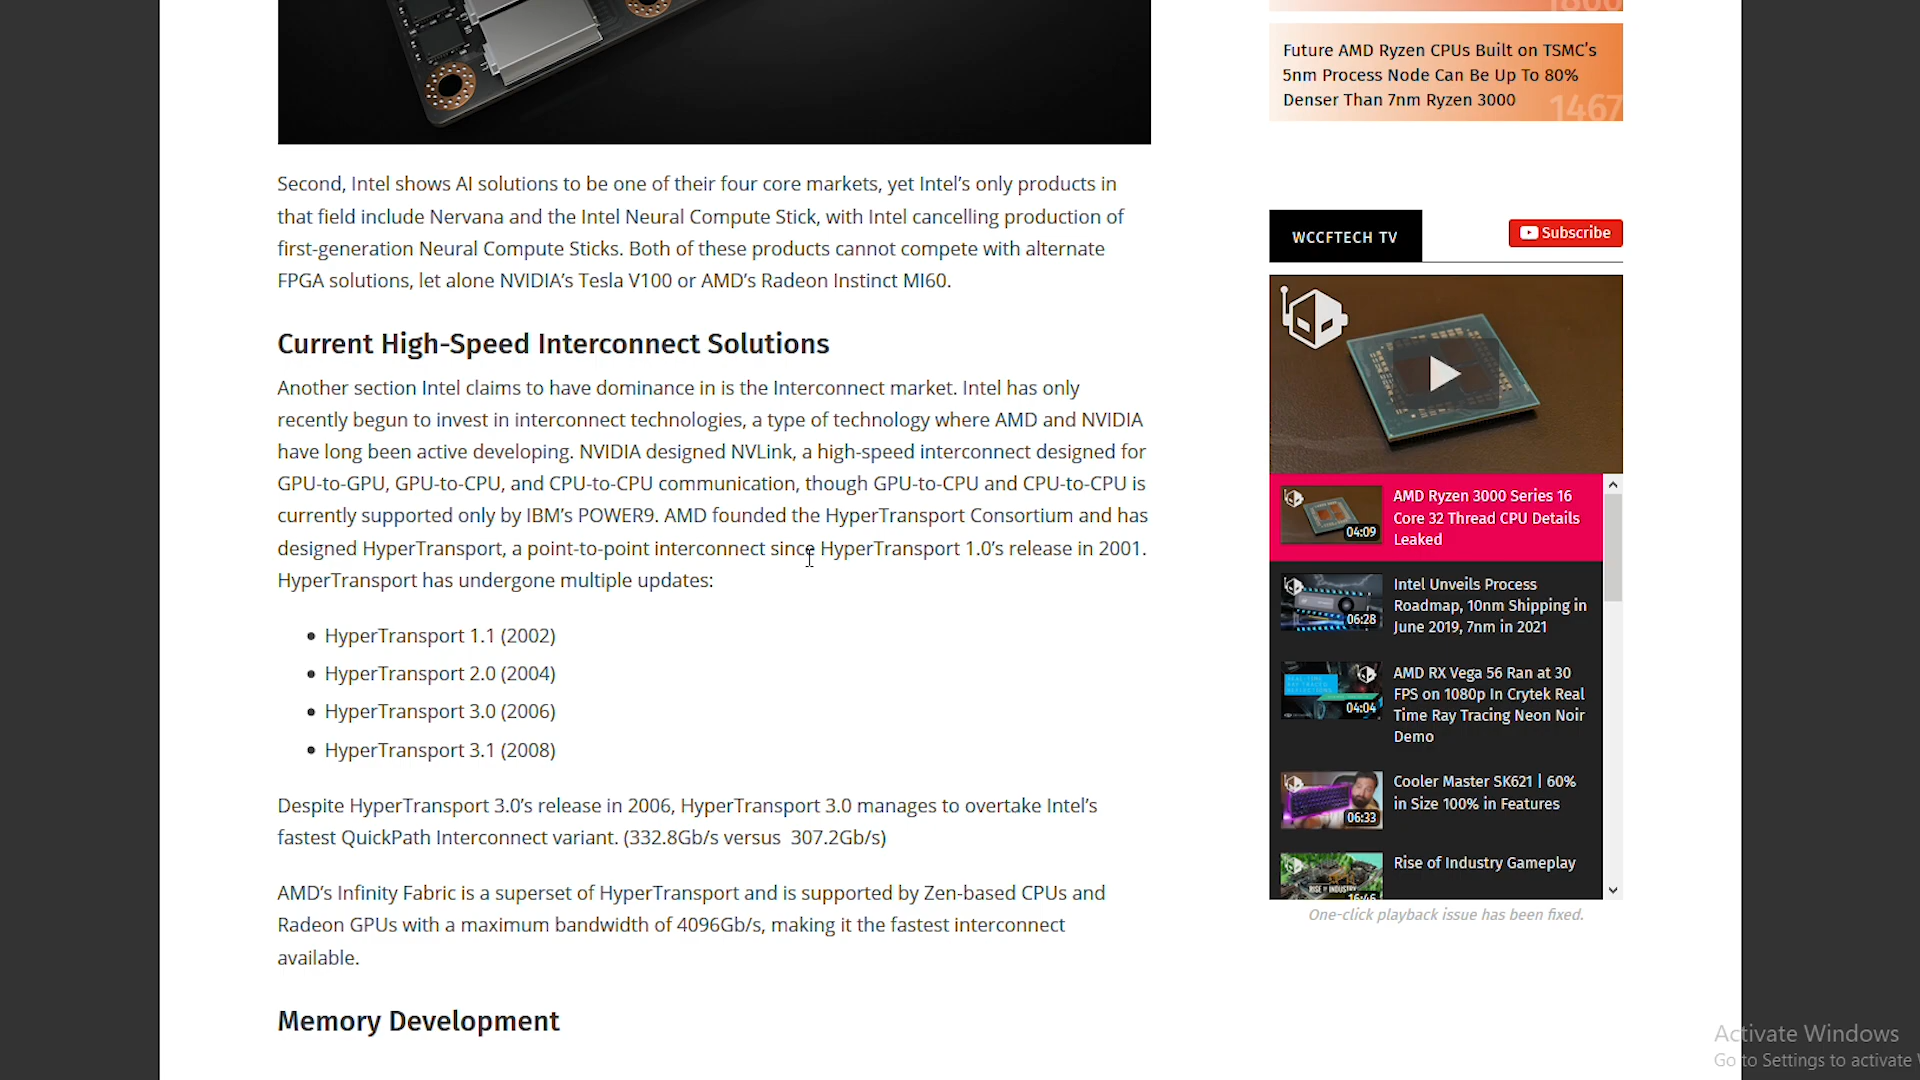 Future AMD Ryzen CPUs Built on TSMC's
5nm Process Node Can Be Up To 80%
Denser Than 7nm Ryzen 3000
1467
Second, Intel shows AI solutions to be one of their four core markets, yet Intel's only products in
that field include Nervana and the Intel Neural Compute Stick, with Intel cancelling production of
first-generation Neural Compute Sticks. Both of these products cannot compete with alternate
FPGA solutions, let alone NVIDIA's Tesla V100 or AMD's Radeon Instinct MI60.
Current High-Speed Interconnect Solutions
Another section Intel claims to have dominance in is the Interconnect market. Intel has only
recently begun to invest in interconnect technologies, a type of technology where AMD and NVIDIA
have long been active developing. NVIDIA designed NVLink, a high-speed interconnect designed for
GPU-to-GPU, GPU-to-CPU, and CPU-to-CPU communication, though GPU-to-CPU and CPU-to-CPU is
currently supported only by IBM's POWER9. AMD founded the HyperTransport Consortium and has
designed HyperTransport, a point-to-point interconnect since HyperTransport 1.0's release in 2001.
HyperTransport has undergone multiple updates:
HyperTransport 1.1 (2002)
HyperTransport 2.0 (2004)
HyperTransport 3.0 (2006)
HyperTransport 3.1 (2008)
Despite HyperTransport 3.0's release in 2006, HyperTransport 3.0 manages to overtake Intel's
fastest QuickPath Interconnect variant. (332.8Gb/s versus 307.2Gb/s)
AMD's Infinity Fabric is a superset of HyperTransport and is supported by Zen-based CPUs and
Radeon GPUs with a maximum bandwidth of 4096Gb/s, making it the fastest interconnect
available.
Memory Development
WCCFTECH TV
Subscribe
AMD Ryzen 3000 Series 16
Core 32 Thread CPU Details
Leaked
04:09
Intel Unveils Process
Roadmap, 10nm Shipping in
June 2019, 7nm in 2021
06:28
AMD RX Vega 56 Ran at 30
FPS on 1080p In Crytek Real
Time Ray Tracing Neon Noir
Demo
04:04
Cooler Master SK621 | 60%
in Size 100% in Features
06:33
Rise of Industry Gameplay
One-click playback issue has been fixed.
Activate Windows
Go to Settings to activate